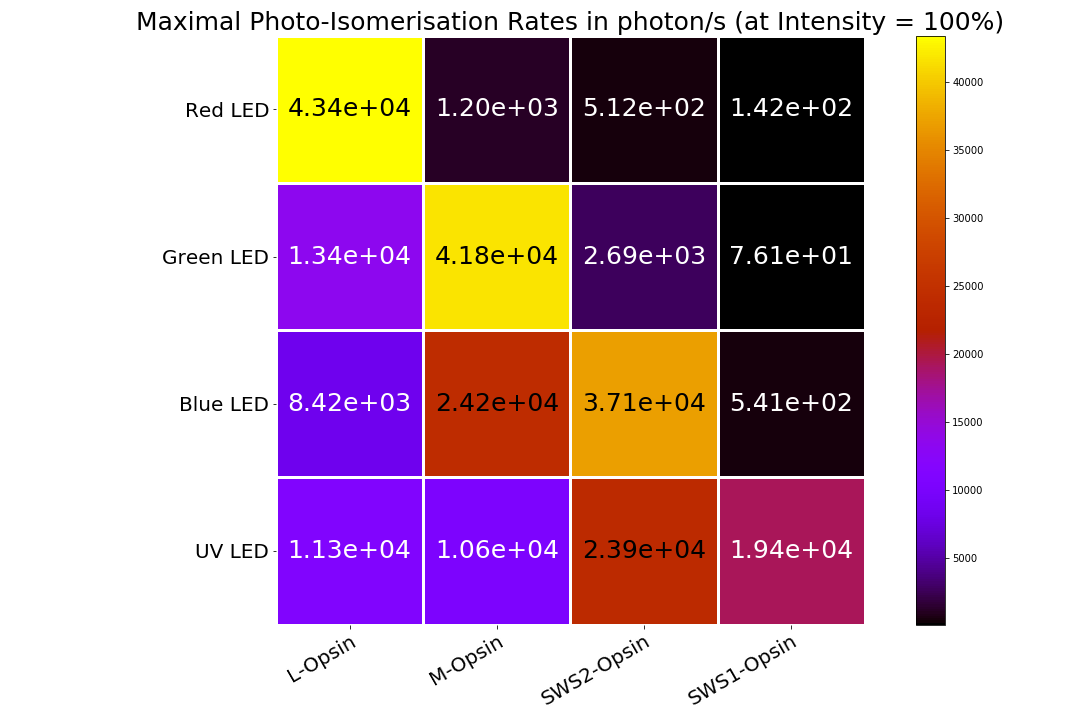 Maximal Photo-Isomerisation Rates in photon/s (at Intensity = 100%)
Red LED 4.34e+04 1.20e+03 5.12e+02 1.42e+02
Green LED 1.34e+04 4.18e+04 2.69e+03 7.61e+01
Blue LED 8.42e+03 2.42e+04 3.71e+04 5.41e+02
UV LED 1.13e+04 1.06e+04 2.39e+04 1.94e+04
L-Opsin M-Opsin SWS2-Opsin SWS1-Opsin
40000
35000
30000
25000
20000
15000
10000
5000